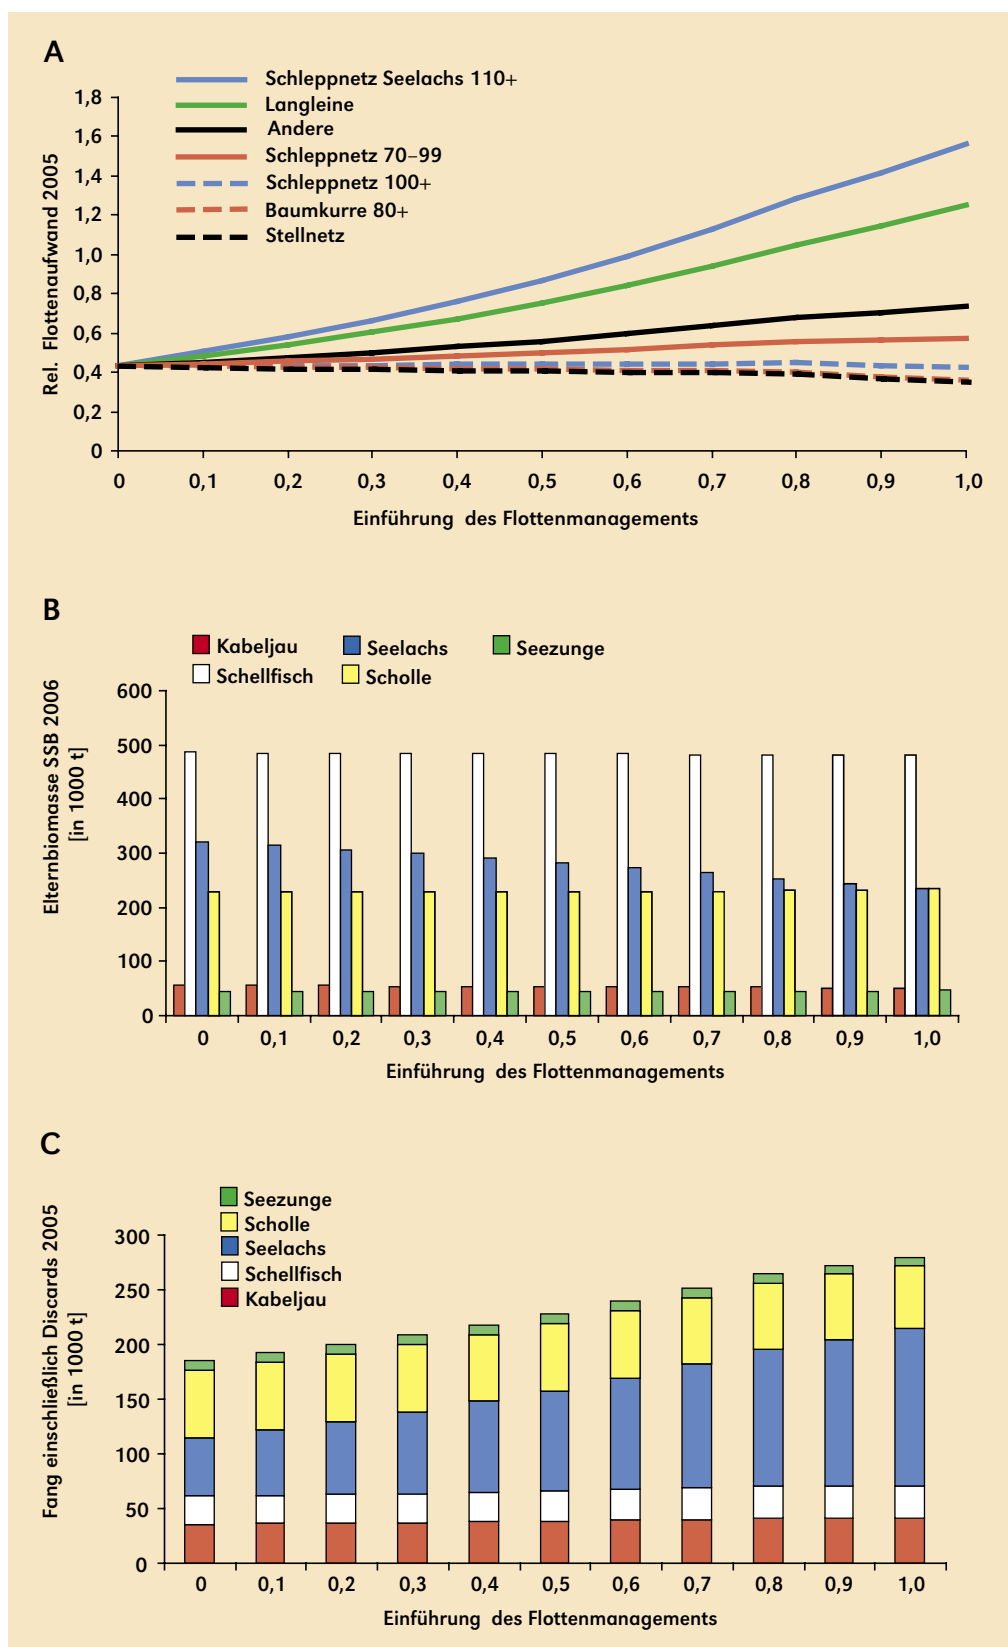 A
Schleppnetz Seelachs 110+
Langleine
Andere
Schleppnetz 70–99
Schleppnetz 100+
Baumkurre 80+
Stellnetz
Rel. Flottenaufwand 2005
1,8
1,6
1,4
1,2
1,0
0,8
0,6
0,4
0,2
0
0 0,1 0,2 0,3 0,4 0,5 0,6 0,7 0,8 0,9 1,0
Einführung des Flottenmanagements
B
Kabeljau Seelachs Seezunge
Schellfisch Scholle
Elternbiomasse SSB 2006
[in 1000 t]
600
500
400
300
200
100
0
0 0,1 0,2 0,3 0,4 0,5 0,6 0,7 0,8 0,9 1,0
Einführung des Flottenmanagements
C
Seezunge
Scholle
Seelachs
Schellfisch
Kabeljau
Fang einschließlich Discards 2005
[in 1000 t]
300
250
200
150
100
50
0
0 0,1 0,2 0,3 0,4 0,5 0,6 0,7 0,8 0,9 1,0
Einführung des Flottenmanagements